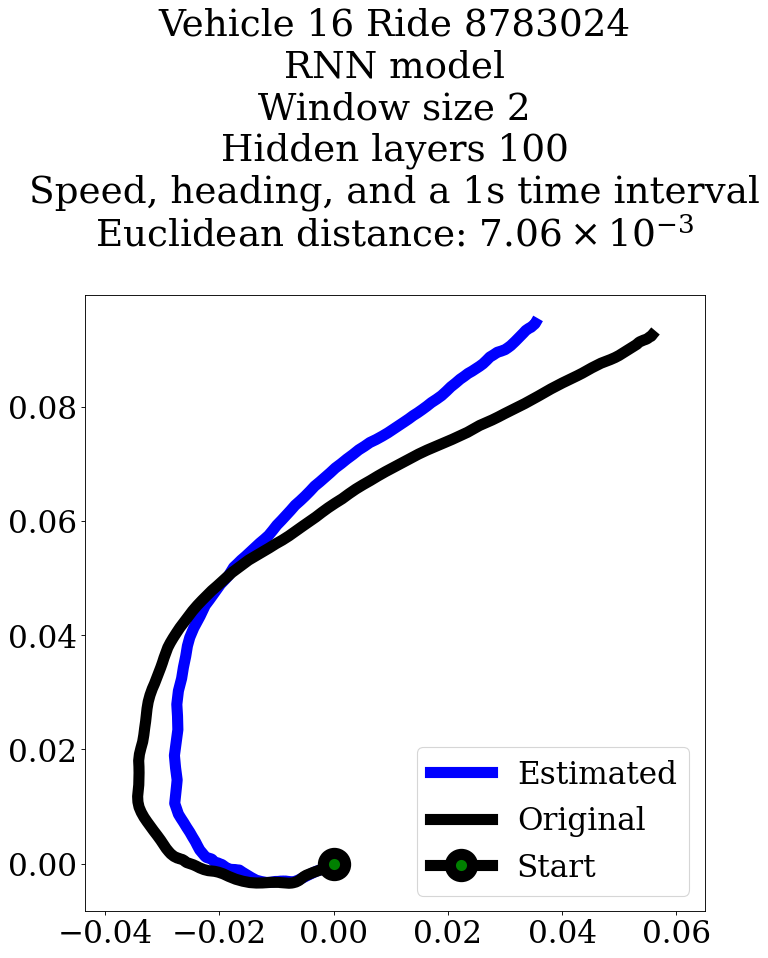 Vehicle 16 Ride 8783024
RNN model
Window size 2
Hidden layers 100
Speed, heading, and a 1s time interval
Euclidean distance: 7.06 × 10⁻³
0.08
0.06
0.04
0.02
0.00
Estimated
Original
Start
−0.04 −0.02 0.00 0.02 0.04 0.06